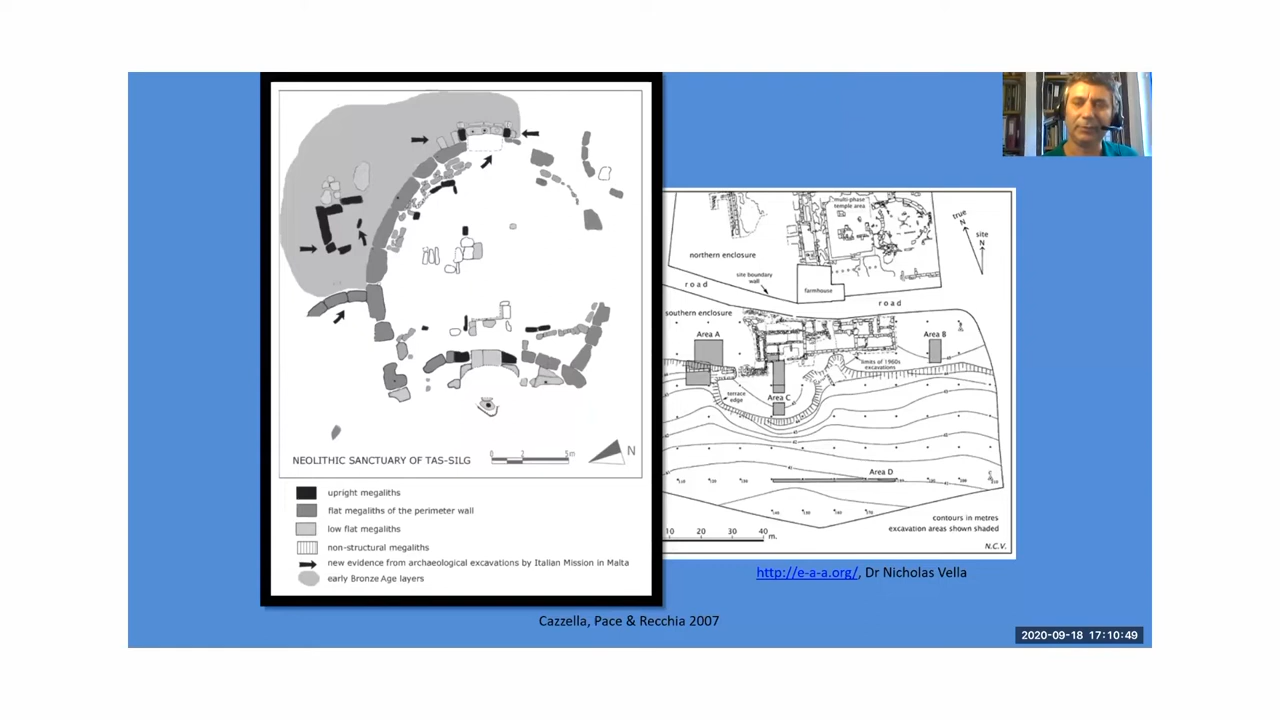 NEOLITHIC SANCTUARY OF TAS-SILG
0 2 5m
N
upright megaliths
flat megaliths of the perimeter wall
low flat megaliths
non-structural megaliths
new evidence from archaeological excavations by Italian Mission in Malta
early Bronze Age layers
multi-phase
temple area
true
N
site
N
northern enclosure
site boundary
wall
farmhouse
road
road
southern enclosure
Area A
Area B
limits of 1960s
excavations
terrace
edge
Area C
Area D
contours in metres
excavation areas shown shaded
10 20 30 40
m.
N.C.V.
http://e-a-a.org/, Dr Nicholas Vella
Cazzella, Pace & Recchia 2007
2020-09-18 17:10:49